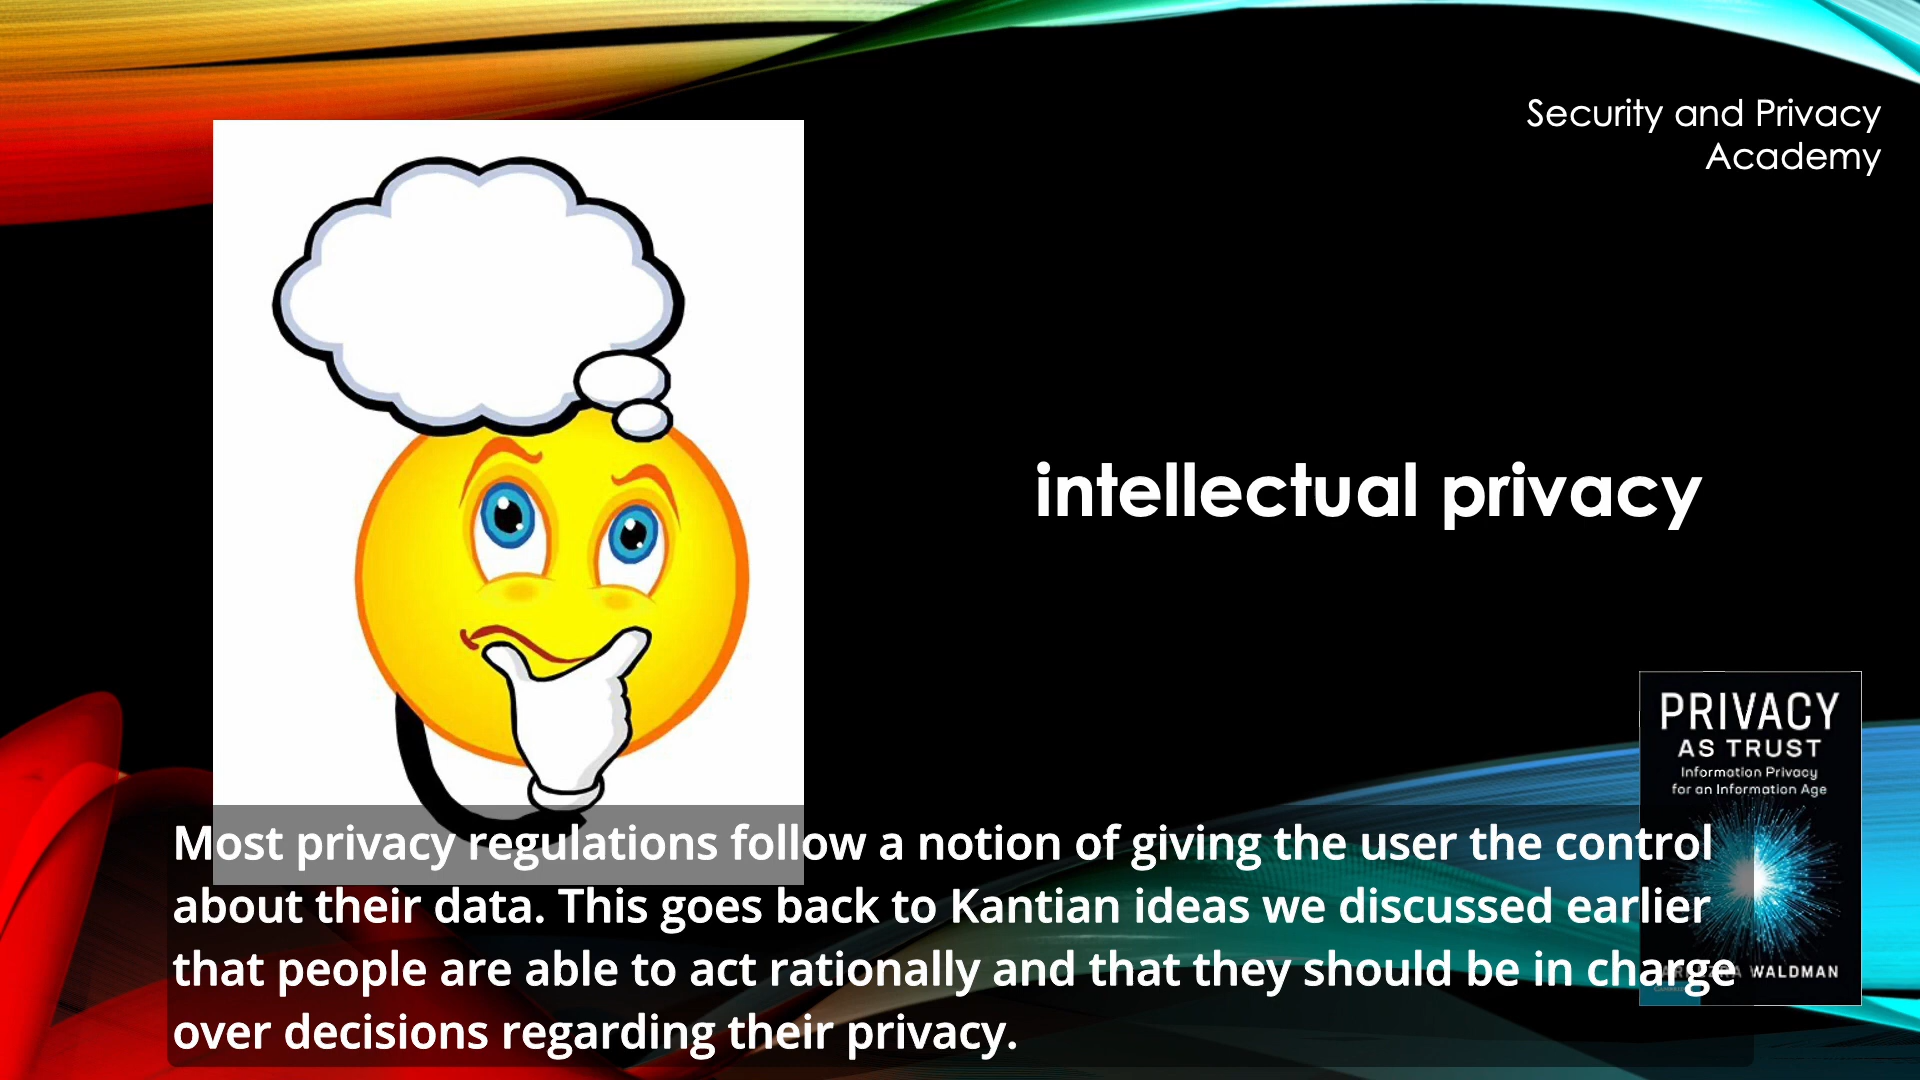 Security and Privacy
Academy
intellectual privacy
PRIVACY
AS TRUST
Information Privacy
for an Information Age
WALDMAN
Most privacy regulations follow a notion of giving the user the control
about their data. This goes back to Kantian ideas we discussed earlier
that people are able to act rationally and that they should be in charge
over decisions regarding their privacy.